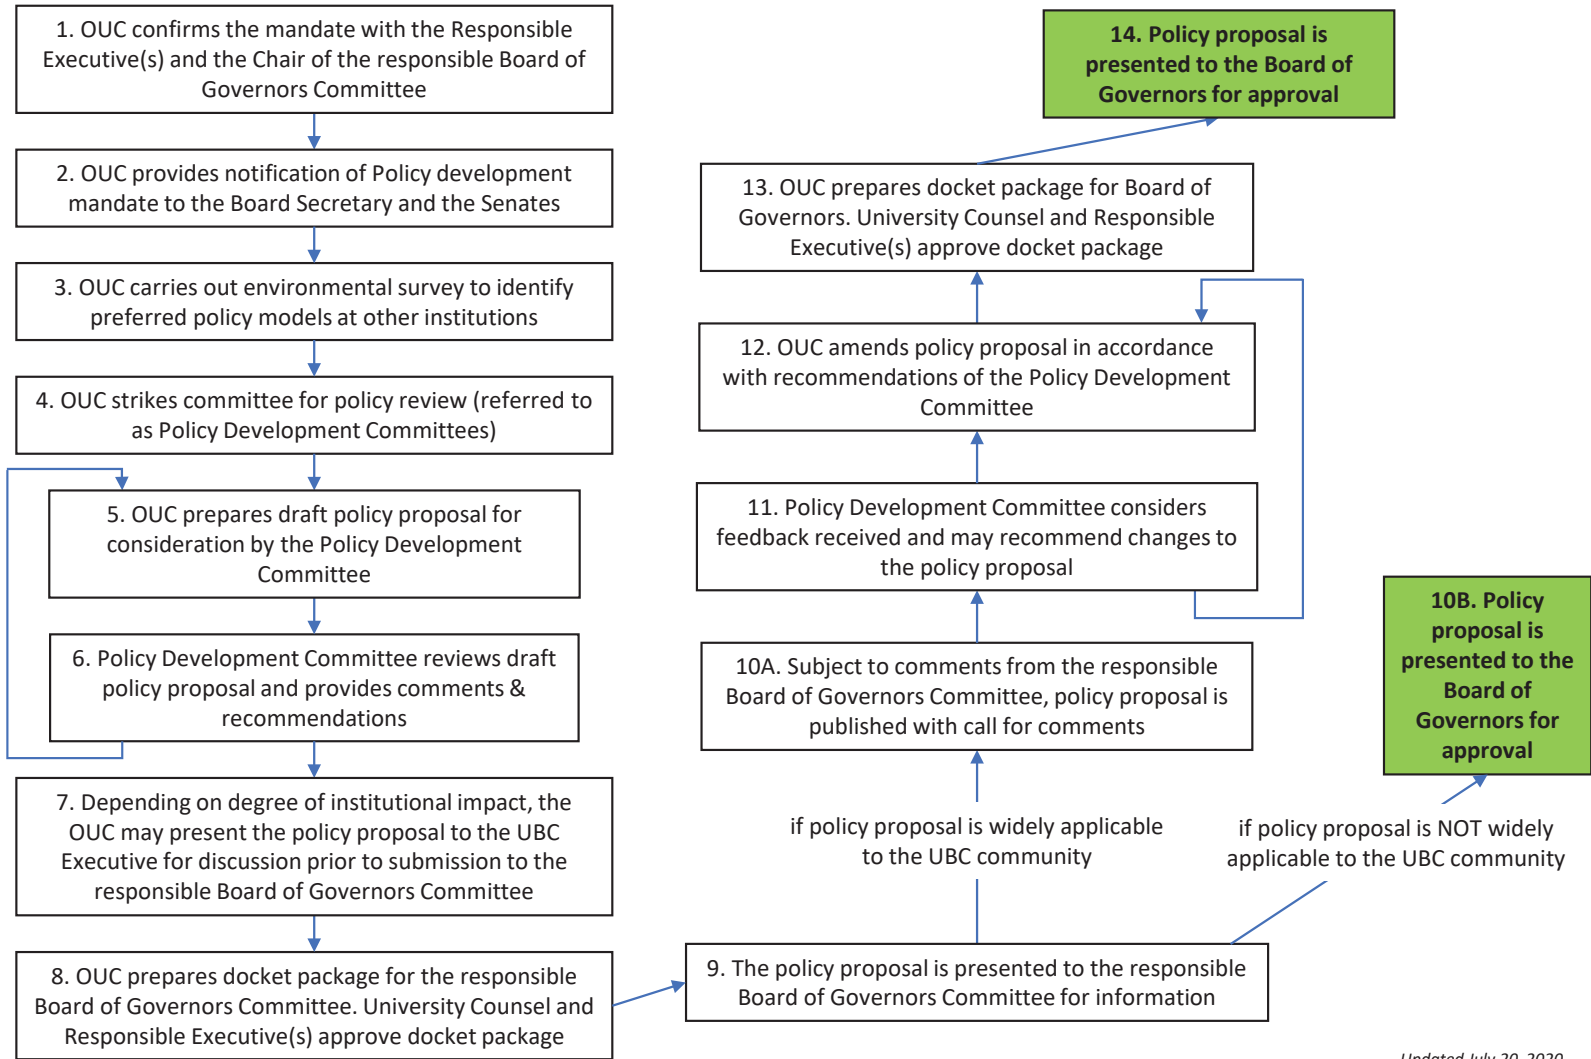 1. OUC confirms the mandate with the Responsible
Executive(s) and the Chair of the responsible Board of
Governors Committee
2. OUC provides notification of Policy development
mandate to the Board Secretary and the Senates
3. OUC carries out environmental survey to identify
preferred policy models at other institutions
4. OUC strikes committee for policy review (referred to
as Policy Development Committees)
5. OUC prepares draft policy proposal for
consideration by the Policy Development
Committee
6. Policy Development Committee reviews draft
policy proposal and provides comments &
recommendations
7. Depending on degree of institutional impact, the
OUC may present the policy proposal to the UBC
Executive for discussion prior to submission to the
responsible Board of Governors Committee
8. OUC prepares docket package for the responsible
Board of Governors Committee. University Counsel and
Responsible Executive(s) approve docket package
9. The policy proposal is presented to the responsible
Board of Governors Committee for information
if policy proposal is widely applicable
to the UBC community
if policy proposal is NOT widely
applicable to the UBC community
10A. Subject to comments from the responsible
Board of Governors Committee, policy proposal is
published with call for comments
10B. Policy
proposal is
presented to the
Board of
Governors for
approval
11. Policy Development Committee considers
feedback received and may recommend changes to
the policy proposal
12. OUC amends policy proposal in accordance
with recommendations of the Policy Development
Committee
13. OUC prepares docket package for Board of
Governors. University Counsel and Responsible
Executive(s) approve docket package
14. Policy proposal is
presented to the Board of
Governors for approval
Updated July 20, 2020